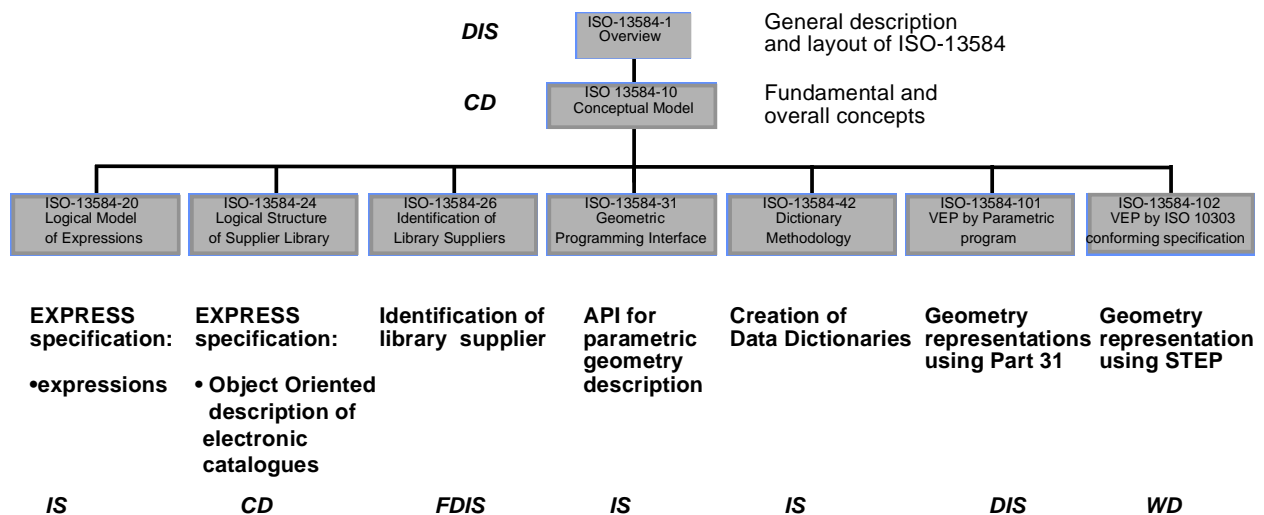 DIS
ISO-13584-1
Overview
General description
and layout of ISO-13584
CD
ISO 13584-10
Conceptual Model
Fundamental and
overall concepts
ISO-13584-20
Logical Model
of Expressions
ISO-13584-24
Logical Structure
of Supplier Library
ISO-13584-26
Identification of
Library Suppliers
ISO-13584-31
Geometric
Programming Interface
ISO-13584-42
Dictionary
Methodology
ISO-13584-101
VEP by Parametric
program
ISO-13584-102
VEP by ISO 10303
conforming specification
EXPRESS
specification:
•expressions
EXPRESS
specification:
• Object Oriented
description of
electronic
catalogues
Identification of
library supplier
API for
parametric
geometry
description
Creation of
Data Dictionaries
Geometry
representations
using Part 31
Geometry
representation
using STEP
IS
CD
FDIS
IS
IS
DIS
WD